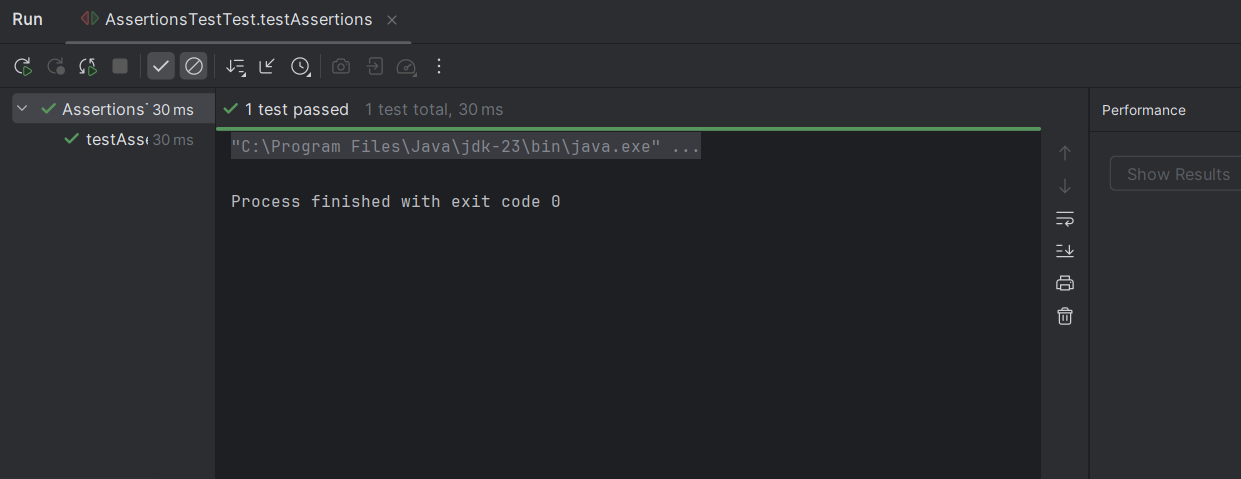 Run AssertionsTestTest.testAssertions
Assertions 30 ms
testAsse 30 ms
1 test passed 1 test total, 30 ms
"C:\Program Files\Java\jdk-23\bin\java.exe" ...
Process finished with exit code 0
Performance
Show Results